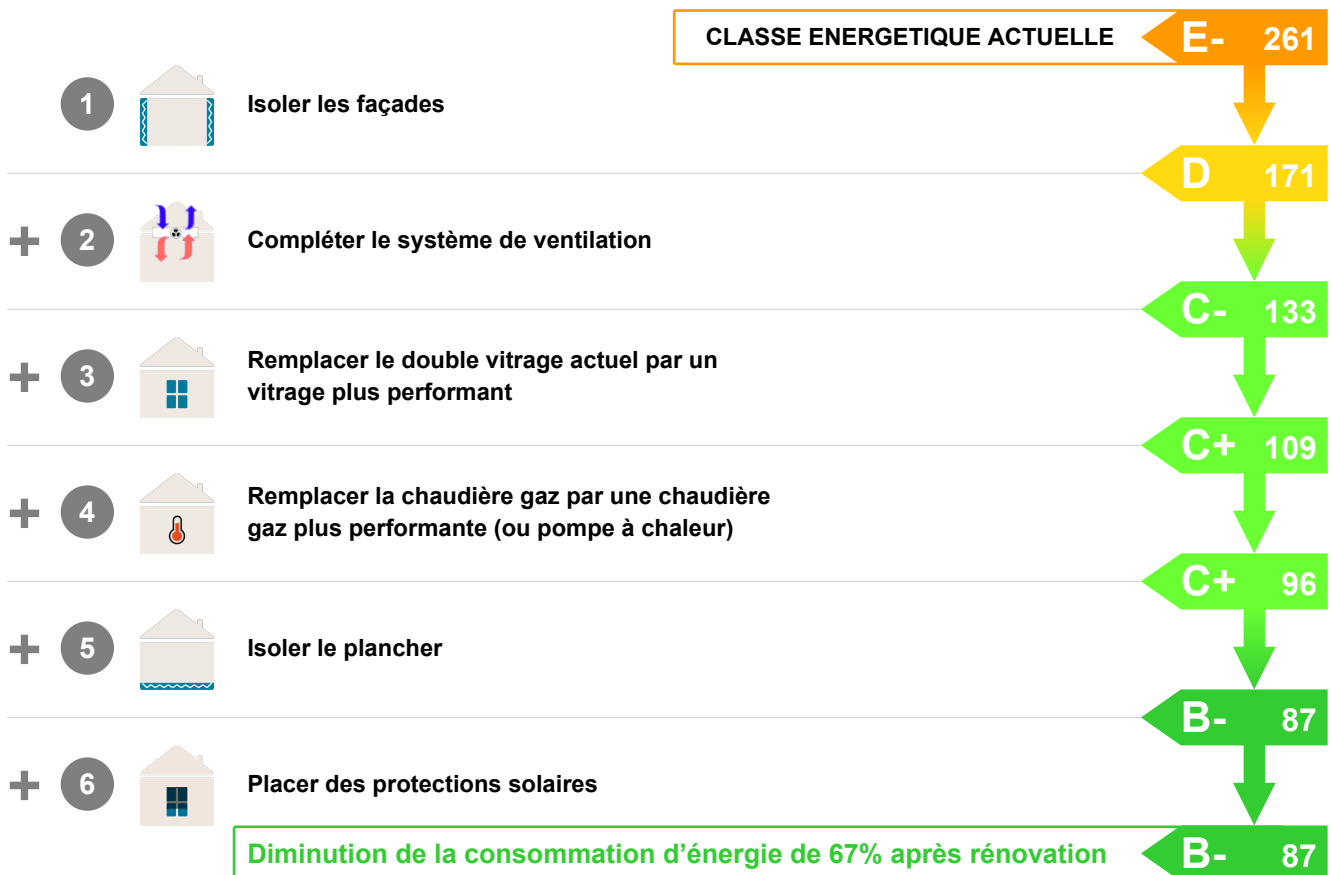 CLASSE ENERGETIQUE ACTUELLE E- 261
1 Isoler les façades
D 171
+ 2 Compléter le système de ventilation
C- 133
+ 3 Remplacer le double vitrage actuel par un
vitrage plus performant
C+ 109
+ 4 Remplacer la chaudière gaz par une chaudière
gaz plus performante (ou pompe à chaleur)
C+ 96
+ 5 Isoler le plancher
B- 87
+ 6 Placer des protections solaires
Diminution de la consommation d’énergie de 67% après rénovation B- 87